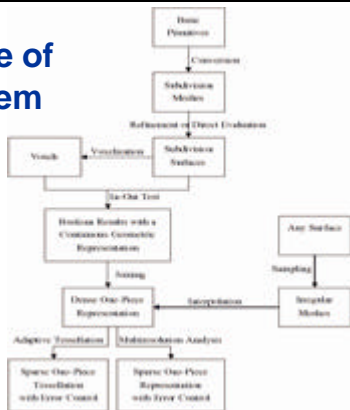 e of
em
Basic
Primitives
Conversion
Subdivision
Meshes
Refinement or Direct Evaluation
Voxels
Voxelization
Subdivision
Surfaces
In-Out Test
Boolean Results with a
Continuous Geometric
Representation
Any Surface
Joining
Sampling
Dense One-Piece
Representation
Interpolation
Irregular
Meshes
Adaptive Tessellation
Multiresolution Analysis
Sparse One-Piece
Tessellation
with Error Control
Sparse One-Piece
Representation
with Error Control